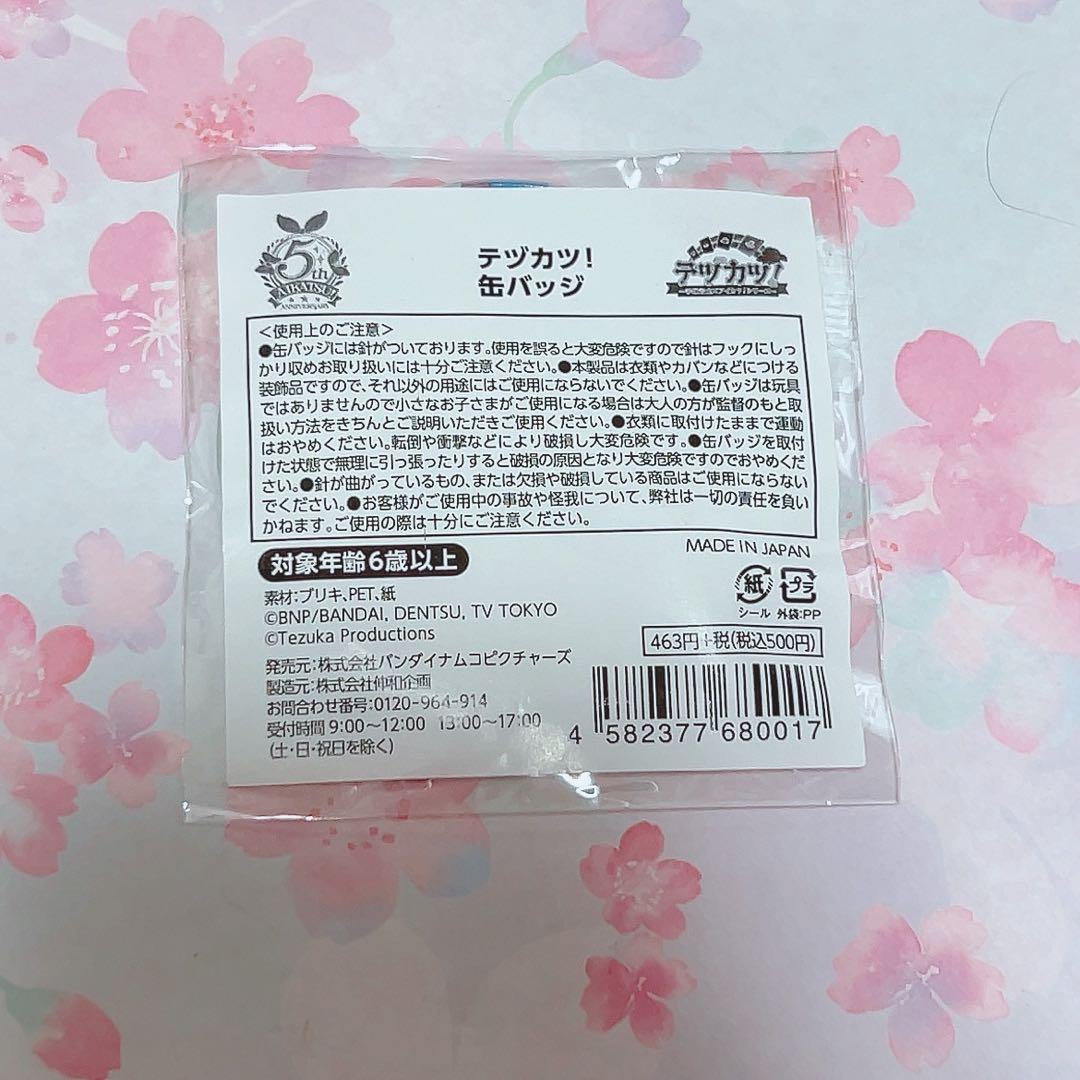 5th
AIKATSU!
ANNIVERSARY
テヅカツ!
缶バッジ
テヅカツ!
<使用上のご注意>
●缶バッジには針がついております。使用を誤ると大変危険ですので針はフックにしっ
かり収めお取り扱いには十分ご注意ください。●本製品は衣類やカバンなどにつける
装飾品ですので、それ以外の用途にはご使用にならないでください。●缶バッジは玩具
ではありませんので小さなお子さまがご使用になる場合は大人の方が監督のもと取
扱い方法をきちんとご説明いただきご使用ください。●衣類に取付けたままで運動
はおやめください。転倒や衝撃などにより破損し大変危険です。●缶バッジを取付
けた状態で無理に引っ張ったりすると破損の原因となり大変危険ですのでおやめくだ
さい。●針が曲がっているもの、または欠損や破損している商品はご使用にならない
でください。●お客様がご使用中の事故や怪我について、弊社は一切の責任を負い
かねます。ご使用の際は十分にご注意ください。
対象年齢6歳以上
MADE IN JAPAN
素材:ブリキ、PET、紙
©BNP/BANDAI, DENTSU, TV TOKYO
©Tezuka Productions
紙 プラ
シール 外袋:PP
463円+税(税込500円)
発売元:株式会社バンダイナムコピクチャーズ
製造元:株式会社伸和企画
お問合わせ番号:0120-964-914
受付時間 9:00〜12:00 13:00〜17:00
(土・日・祝日を除く)
4 582377 680017